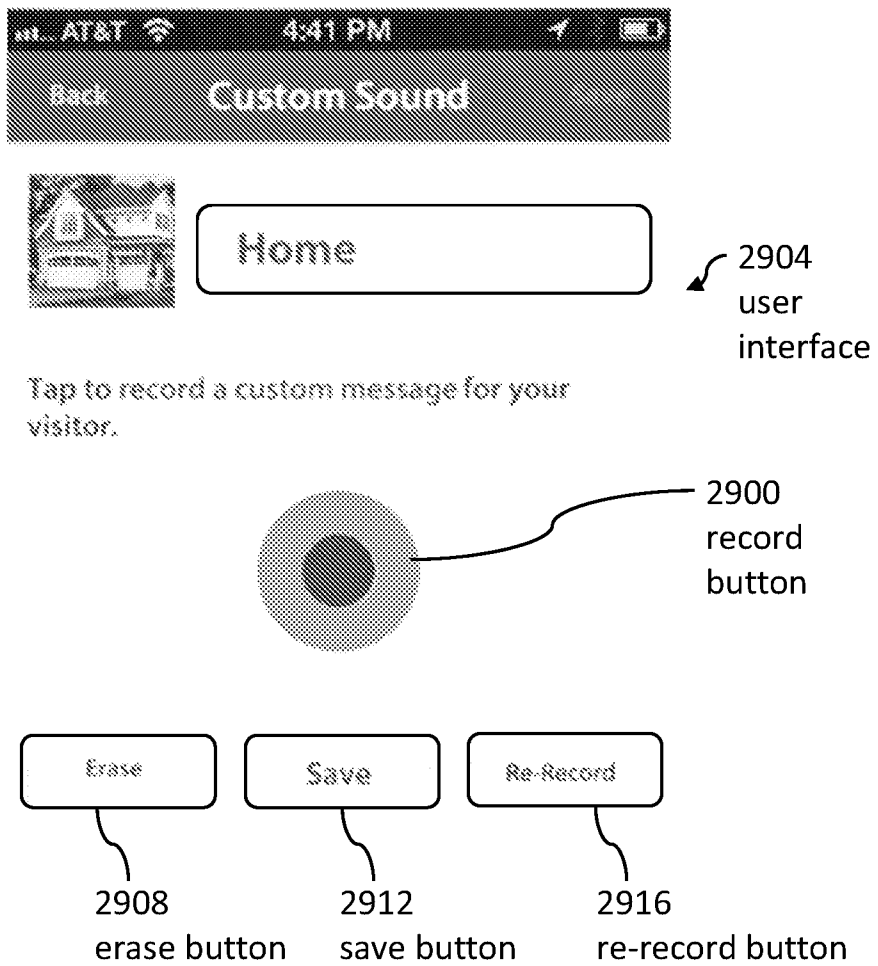 AT&T 4:41 PM
Back Custom Sound
Home
2904
user
interface
Tap to record a custom message for your
visitor.
2900
record
button
Erase Save Re-Record
2908 2912 2916
erase button save button re-record button